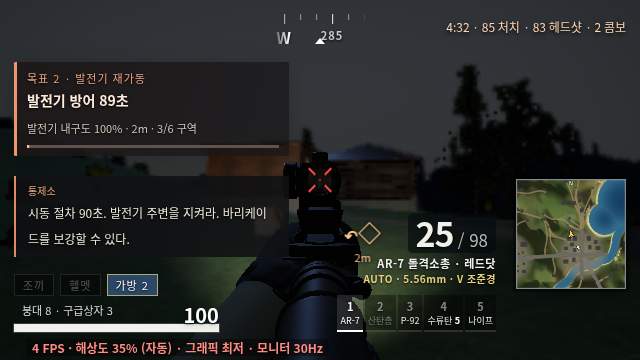 W 285
4:32 · 85 처치 · 83 헤드샷 · 2 콤보
목표 2 · 발전기 재가동
발전기 방어 89초
발전기 내구도 100% · 2m · 3/6 구역
통제소
시동 절차 90초. 발전기 주변을 지켜라. 바리케이
드를 보강할 수 있다.
N
2m
25 / 98
AR-7 돌격소총 · 레드닷
AUTO · 5.56mm · V 조준경
조끼 헬멧 가방 2
붕대 8 · 구급상자 3
100
1 2 3 4 5
AR-7 산탄총 P-92 수류탄 5 나이프
4 FPS · 해상도 35% (자동) · 그래픽 최저 · 모니터 30Hz